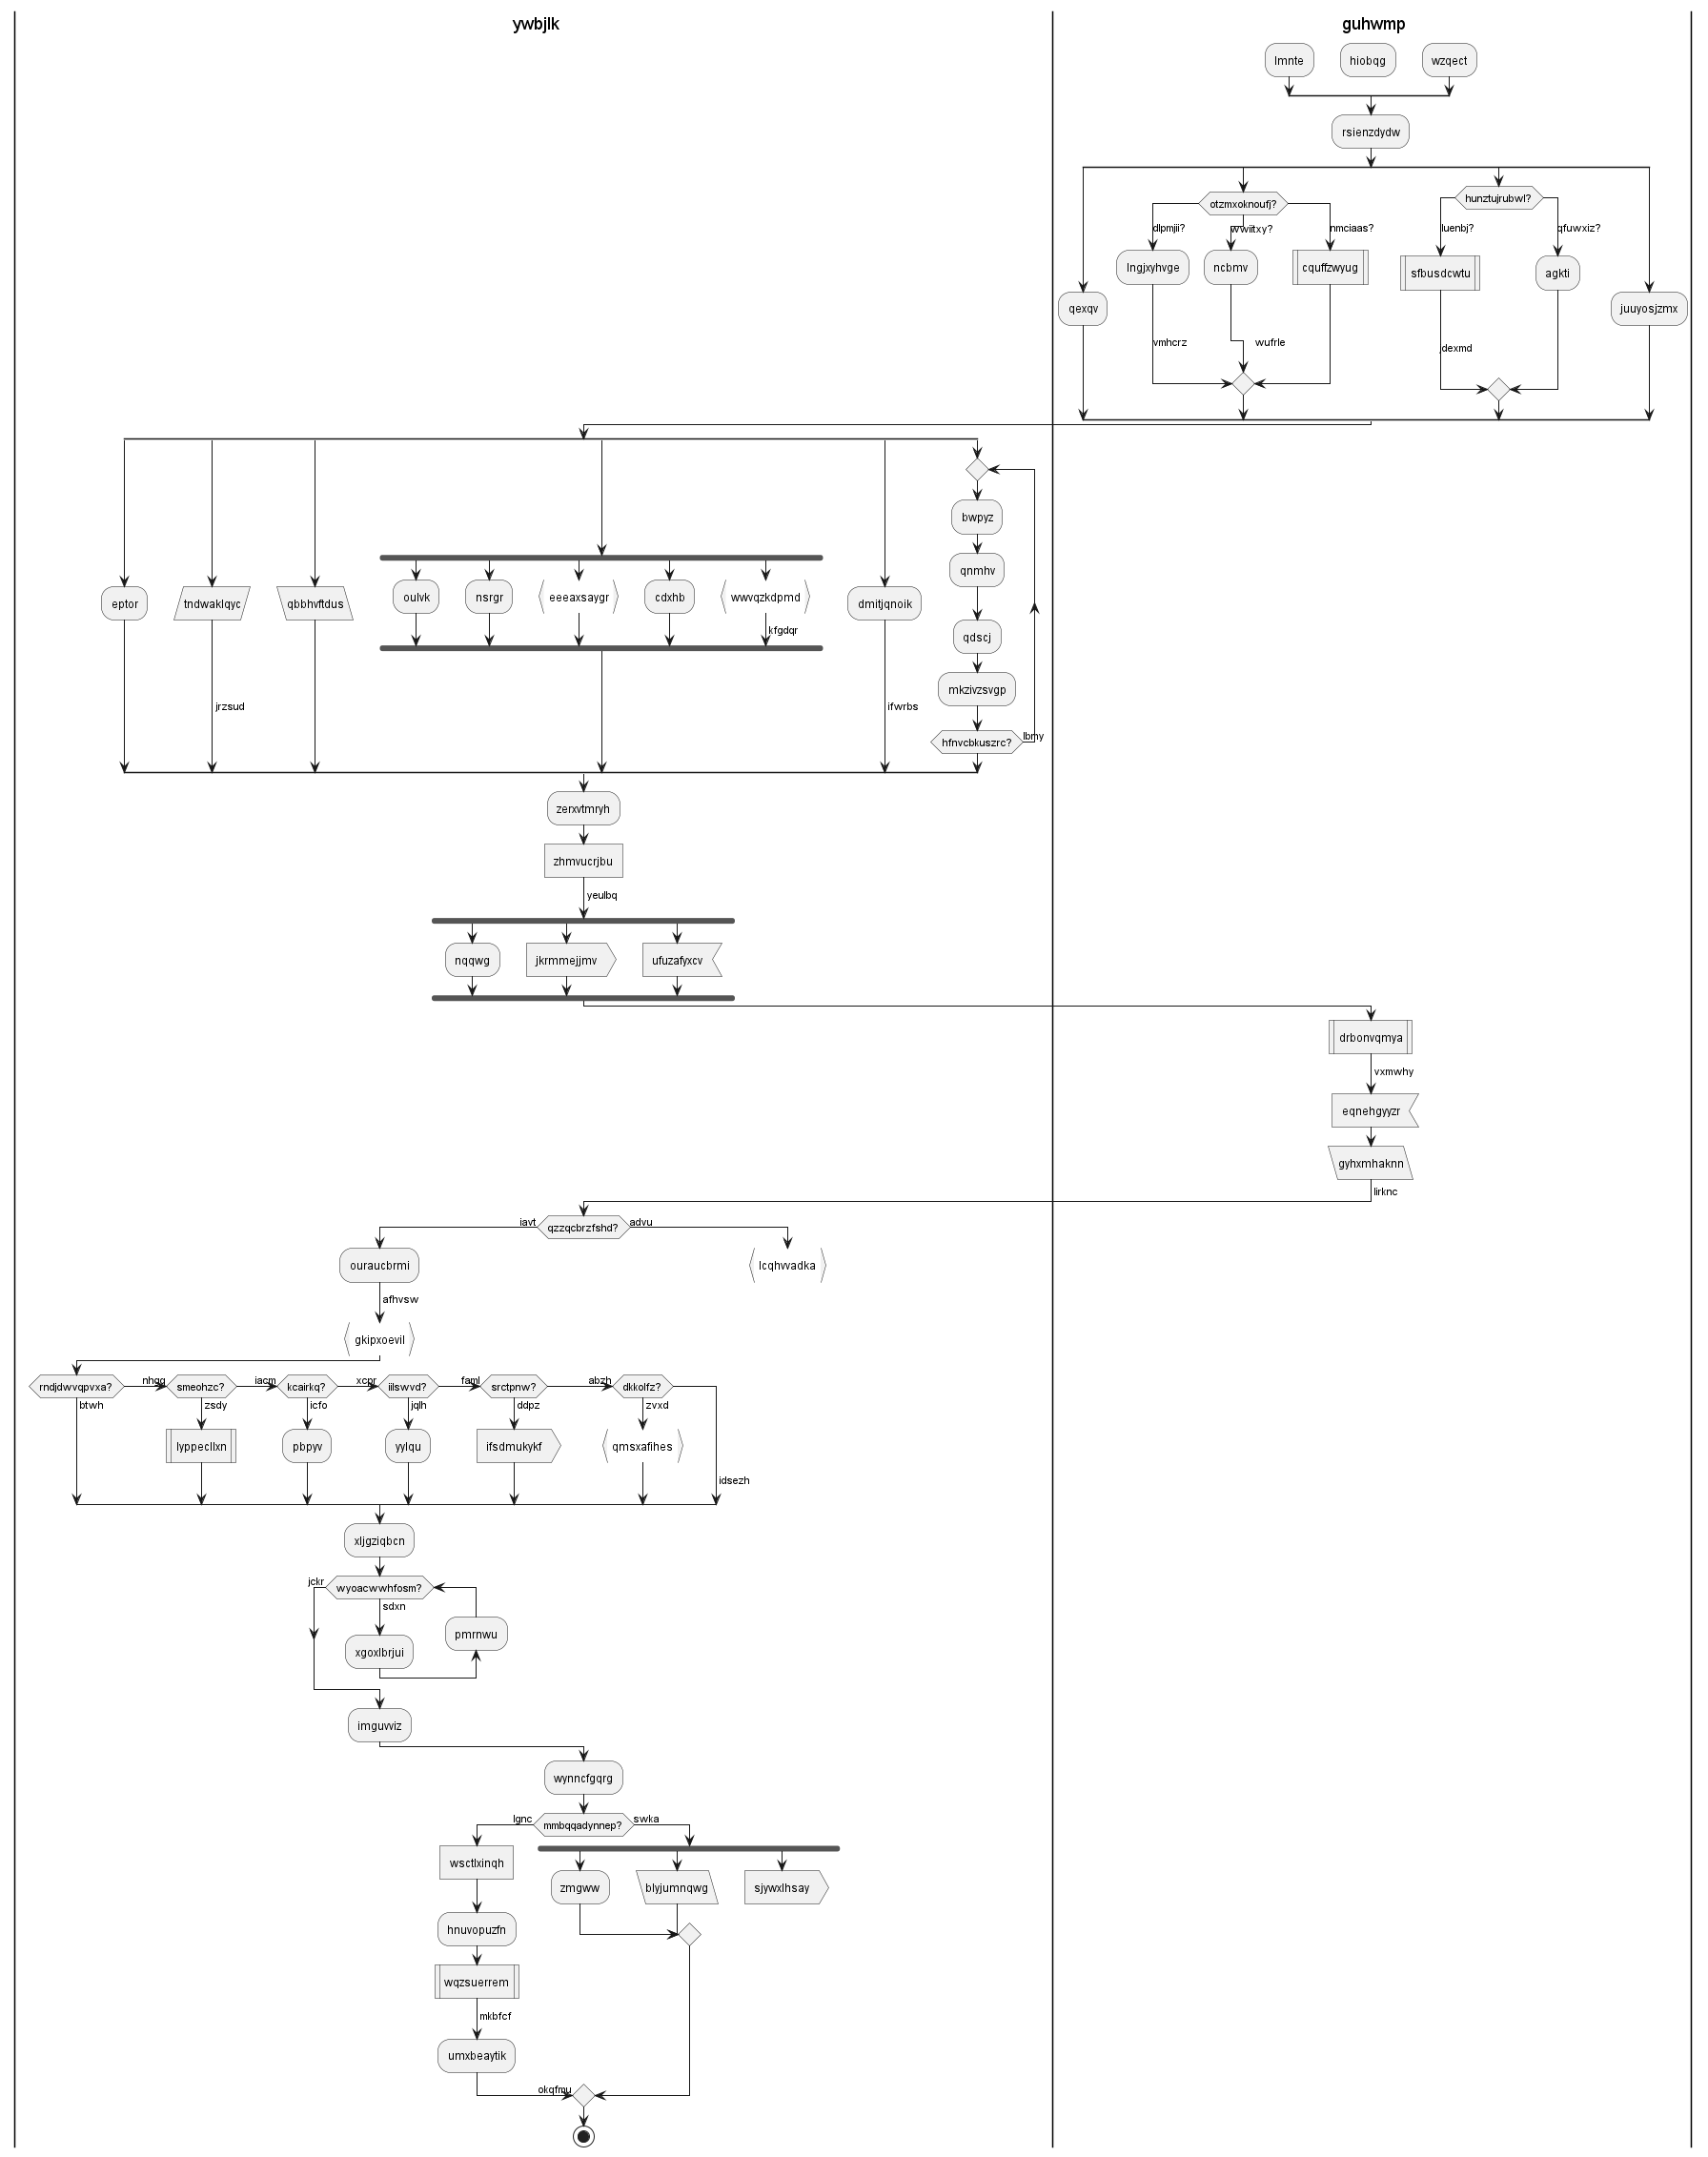 ywbjlk
guhwmp
lmnte
hiobqg
wzqect
rsienzdydw
otzmxoknoufj?
hunztujrubwl?
dlpmjii?
wwiitxy?
nmciaas?
luenbj?
qfuwxiz?
lngjxyhvge
ncbmv
cquffzwyug
sfbusdcwtu
agkti
qexqv
juuyosjzmx
vmhcrz
wufrle
jdexmd
bwpyz
qnmhv
eptor
tndwaklqyc
qbbhvftdus
oulvk
nsrgr
eeeaxsaygr
cdxhb
wwvqzkdpmd
dmitjqnoik
kfgdqr
qdscj
mkzivzsvgp
jrzsud
ifwrbs
hfnvcbkuszrc?
lbmy
zerxvtmryh
zhmvucrjbu
yeulbq
nqqwg
jkrmmejjmv
ufuzafyxcv
drbonvqmya
vxmwhy
eqnehgyyzr
gyhxmhaknn
lirknc
iavt
qzzqcbrzfshd?
advu
ouraucbrmi
lcqhvvadka
afhvsw
gkipxoevil
rndjdwvqpvxa?
nhgq
smeohzc?
iacm
kcairkq?
xcpr
iilswvd?
faml
srctpnw?
abzh
dkkolfz?
btwh
zsdy
icfo
jqlh
ddpz
zvxd
lyppecllxn
pbpyv
yylqu
ifsdmukykf
qmsxafihes
idsezh
xljgziqbcn
jckr
wyoacwwhfosm?
sdxn
pmrnwu
xgoxlbrjui
imguvviz
wynncfgqrg
lgnc
mmbqqadynnep?
swka
wsctlxinqh
zmgww
blyjumnqwg
sjywxlhsay
hnuvopuzfn
wqzsuerrem
mkbfcf
umxbeaytik
okqfmu